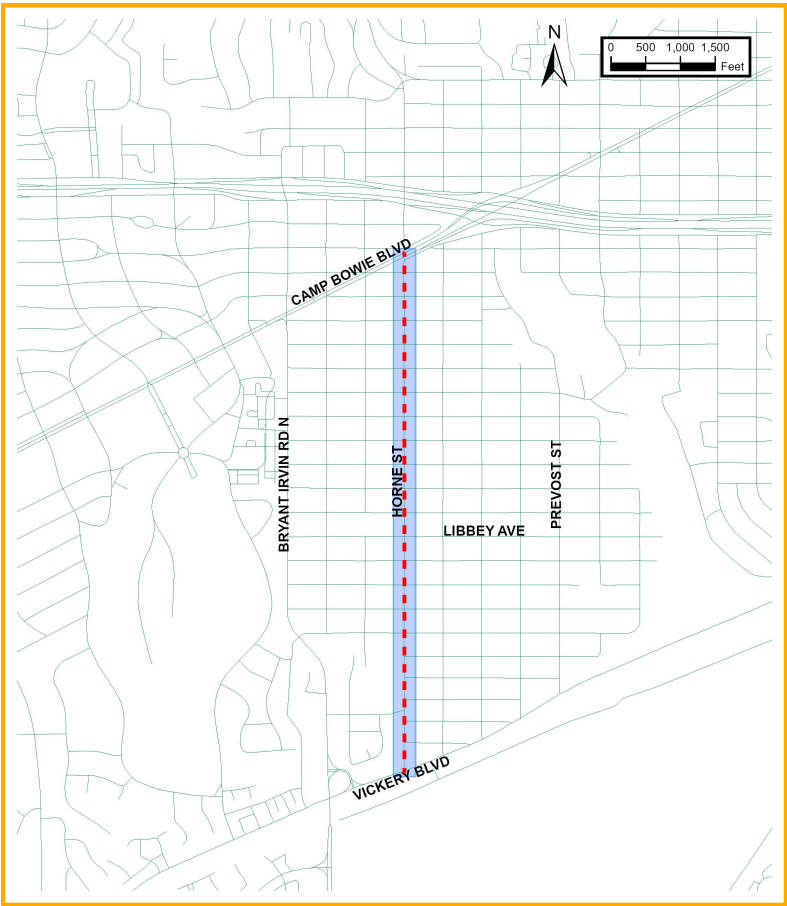 N
0 500 1,000 1,500
Feet
CAMP BOWIE BLVD
BRYANT IRVIN RD N
HORNE ST
PREVOST ST
LIBBEY AVE
VICKERY BLVD